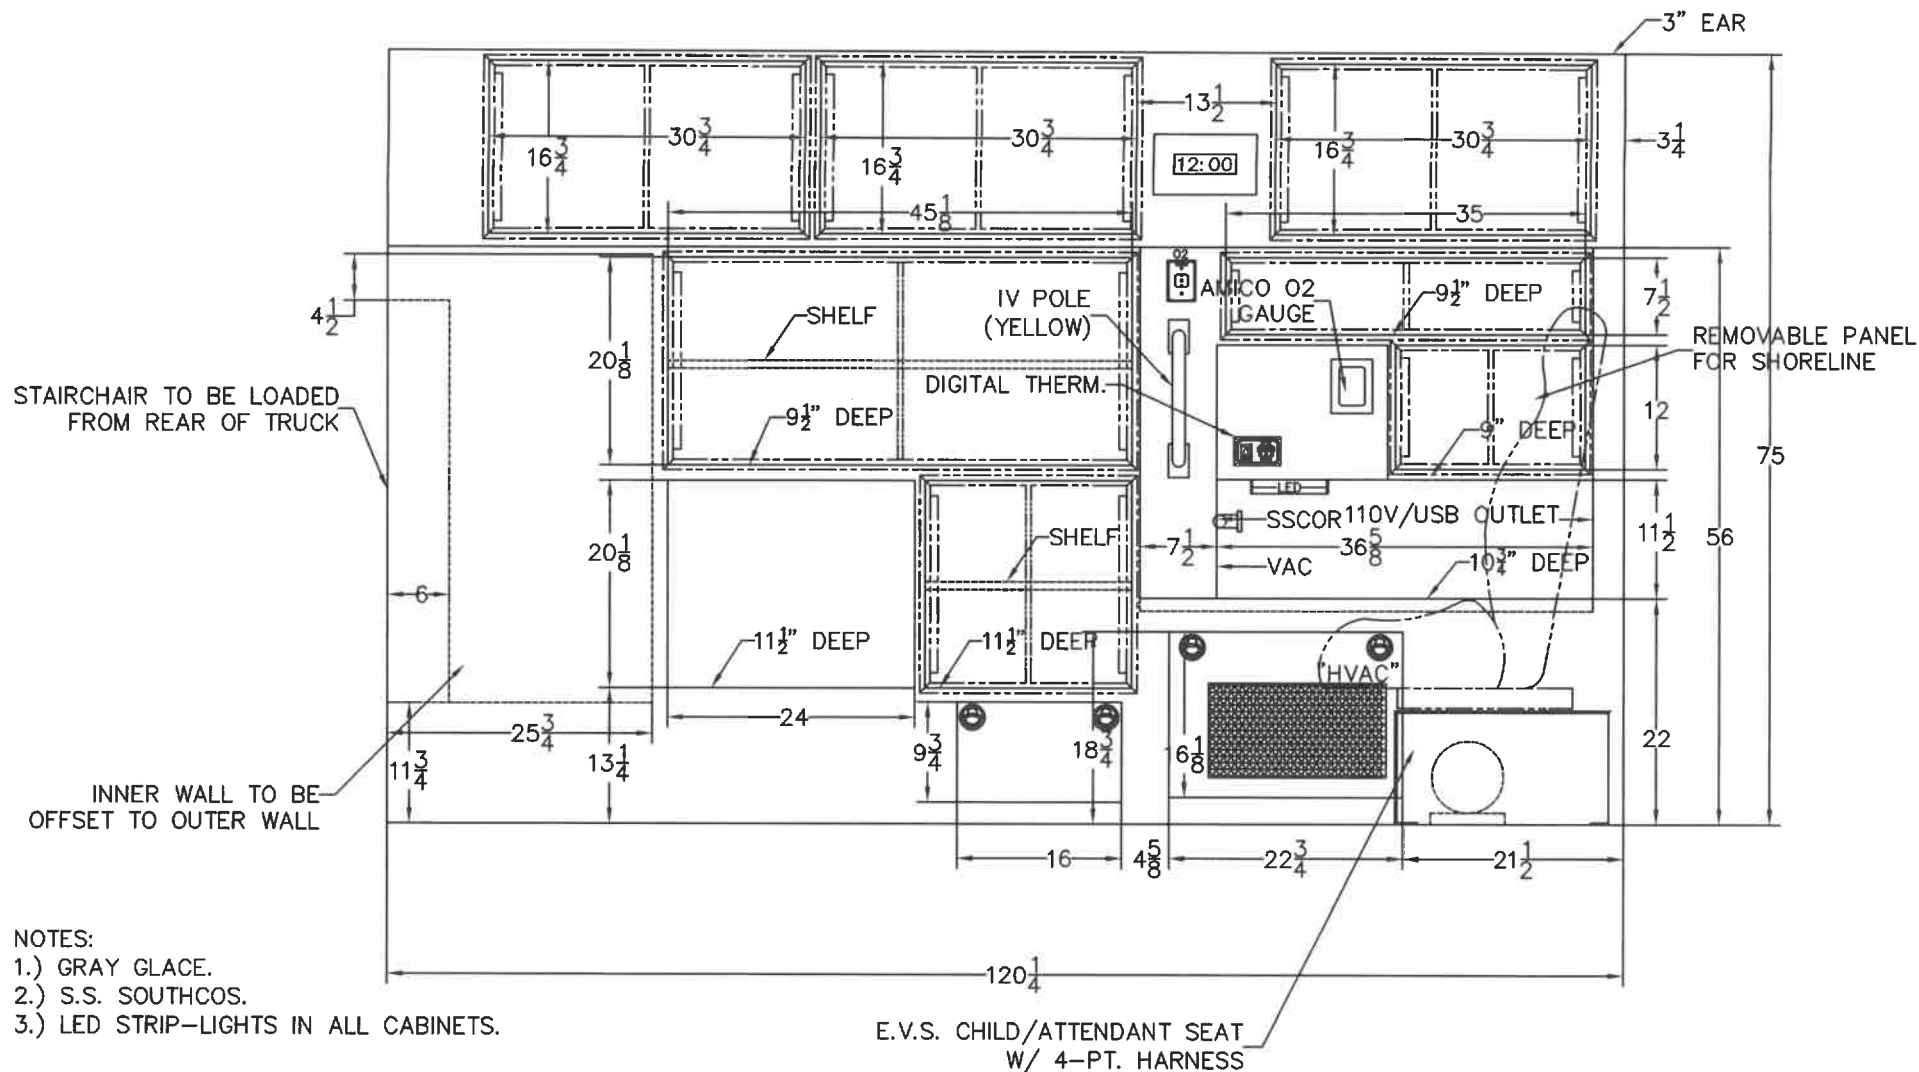 3" EAR
13 1/2
30 3/4
30 3/4
30 3/4
3 1/4
16 3/4
16 3/4
16 3/4
12:00
45 1/8
35
O2
4 1/2
IV POLE
(YELLOW)
AMICO O2
GAUGE
9 1/2" DEEP
7 1/2
SHELF
20 1/8
REMOVABLE PANEL
FOR SHORELINE
DIGITAL THERM.
STAIRCHAIR TO BE LOADED
FROM REAR OF TRUCK
9 1/2" DEEP
12
9" DEEP
75
LED
SSCOR
110V/USB OUTLET
20 1/8
SHELF
7 1/2
36 5/8
11 1/2
56
VAC
10 3/4" DEEP
6
11 1/2" DEEP
11 1/2" DEEP
"HVAC"
24
25 3/4
9 3/4
18 3/4
16 1/8
22
11 3/4
13 1/4
INNER WALL TO BE
OFFSET TO OUTER WALL
16
4 5/8
22 3/4
21 1/2
120 1/4
NOTES:
1.) GRAY GLACE.
2.) S.S. SOUTHCOS.
3.) LED STRIP-LIGHTS IN ALL CABINETS.
E.V.S. CHILD/ATTENDANT SEAT
W/ 4-PT. HARNESS